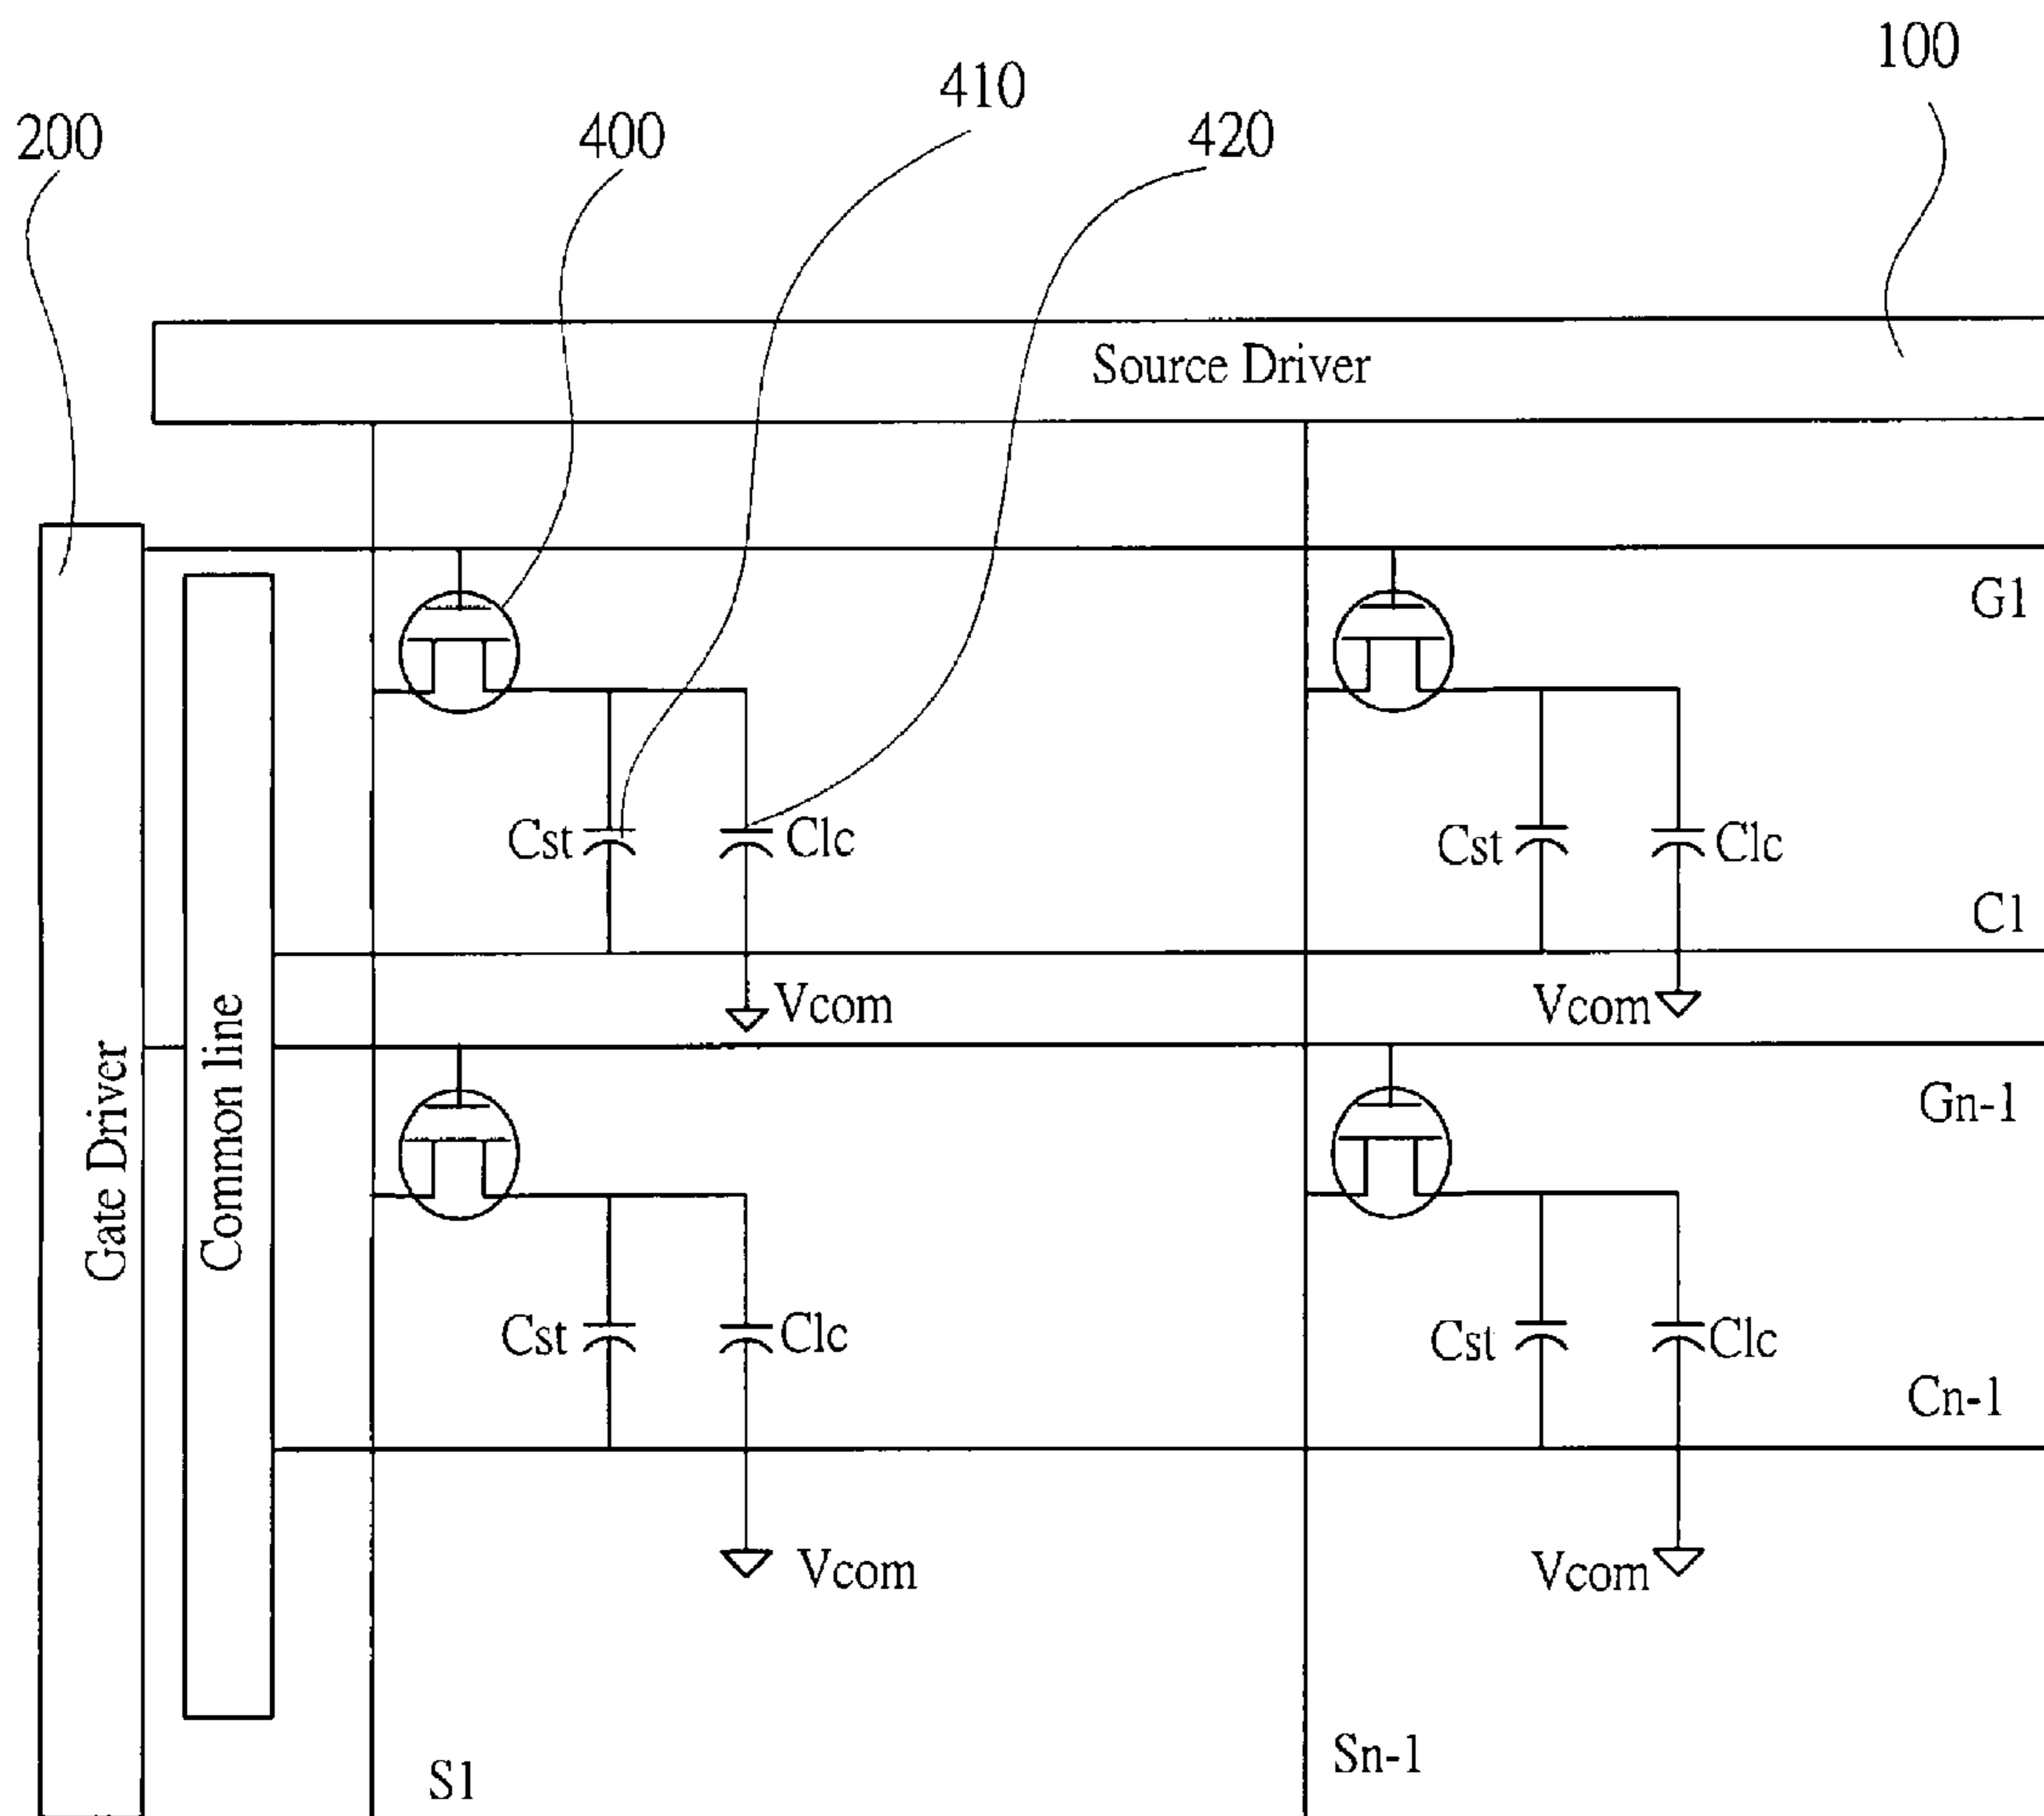 100
410
200
400
420
Source Driver
G1
Cst
Clc
Cst
Clc
C1
Vcom
Vcom
Gate Driver
Common line
Gn-1
Cst
Clc
Cst
Clc
Cn-1
Vcom
Vcom
S1
Sn-1